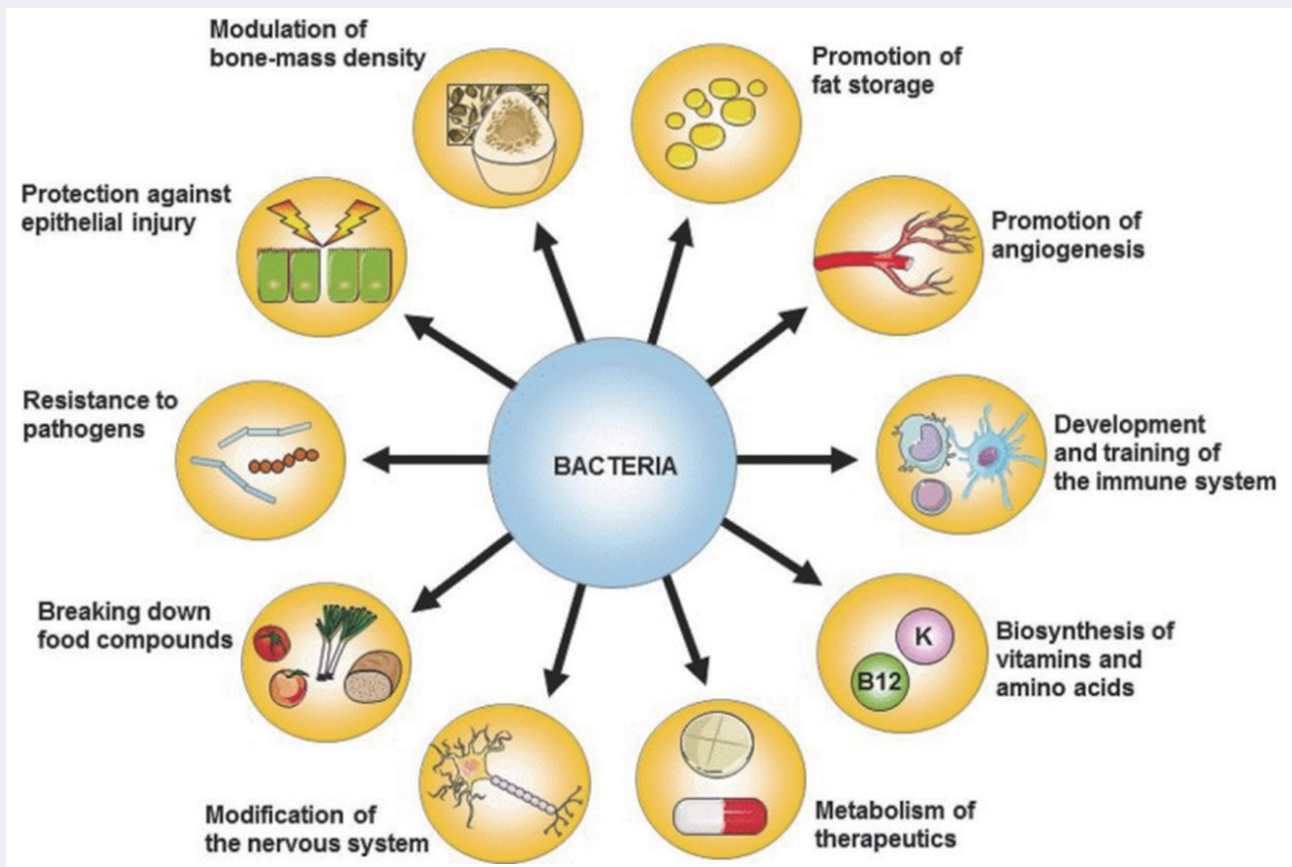 Modulation of
bone-mass density
Promotion of
fat storage
Protection against
epithelial injury
Promotion of
angiogenesis
Resistance to
pathogens
BACTERIA
Development
and training of
the immune system
Breaking down
food compounds
K
B12
Biosynthesis of
vitamins and
amino acids
Modification of
the nervous system
Metabolism of
therapeutics